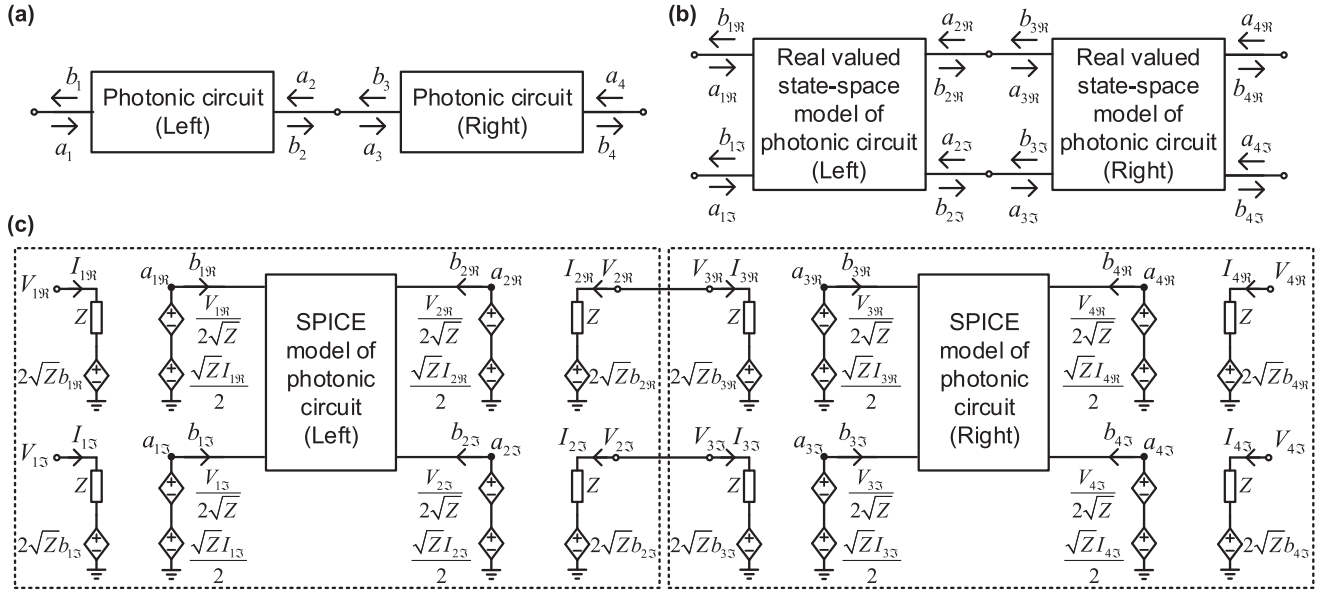 (a)
b₁ a₂ b₃ a₄
Photonic circuit
(Left)
Photonic circuit
(Right)
a₁ b₂ a₃ b₄
(b)
b₁ℜ a₂ℜ b₃ℜ a₄ℜ
a₁ℜ b₂ℜ a₃ℜ b₄ℜ
b₁ℑ a₂ℑ b₃ℑ a₄ℑ
a₁ℑ b₂ℑ a₃ℑ b₄ℑ
Real valued
state-space
model of
photonic circuit
(Left)
Real valued
state-space
model of
photonic circuit
(Right)
(c)
V₁ℜ I₁ℜ a₁ℜ b₁ℜ b₂ℜ a₂ℜ I₂ℜ V₂ℜ V₃ℜ I₃ℜ a₃ℜ b₃ℜ b₄ℜ a₄ℜ I₄ℜ V₄ℜ
Z V₁ℜ/2√Z V₂ℜ/2√Z Z Z V₃ℜ/2√Z V₄ℜ/2√Z Z
2√Zb₁ℜ √ZI₁ℜ/2 √ZI₂ℜ/2 2√Zb₂ℜ 2√Zb₃ℜ √ZI₃ℜ/2 √ZI₄ℜ/2 2√Zb₄ℜ
SPICE
model of
photonic
circuit
(Left)
SPICE
model of
photonic
circuit
(Right)
V₁ℑ I₁ℑ a₁ℑ b₁ℑ b₂ℑ a₂ℑ I₂ℑ V₂ℑ V₃ℑ I₃ℑ a₃ℑ b₃ℑ b₄ℑ a₄ℑ I₄ℑ V₄ℑ
Z V₁ℑ/2√Z V₂ℑ/2√Z Z Z V₃ℑ/2√Z V₄ℑ/2√Z Z
2√Zb₁ℑ √ZI₁ℑ/2 √ZI₂ℑ/2 2√Zb₂ℑ 2√Zb₃ℑ √ZI₃ℑ/2 √ZI₄ℑ/2 2√Zb₄ℑ